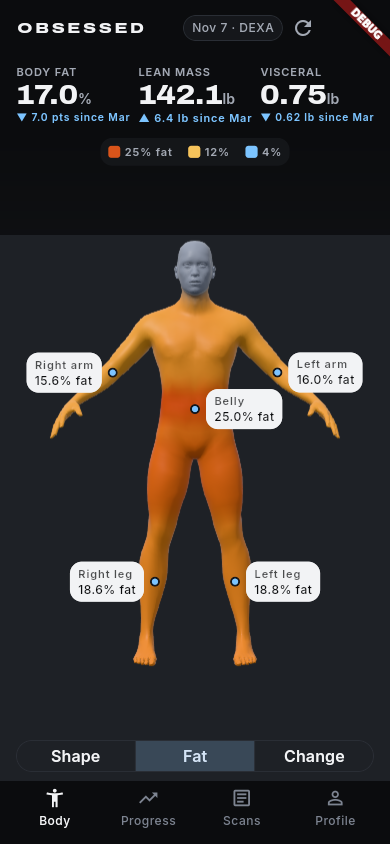 OBSESSED
Nov 7 · DEXA
DEBUG
BODY FAT
LEAN MASS
VISCERAL
17.0%
142.1lb
0.75lb
▼ 7.0 pts since Mar
▲ 6.4 lb since Mar
▼ 0.62 lb since Mar
25% fat
12%
4%
Right arm
15.6% fat
Left arm
16.0% fat
Belly
25.0% fat
Right leg
18.6% fat
Left leg
18.8% fat
Shape
Fat
Change
Body
Progress
Scans
Profile